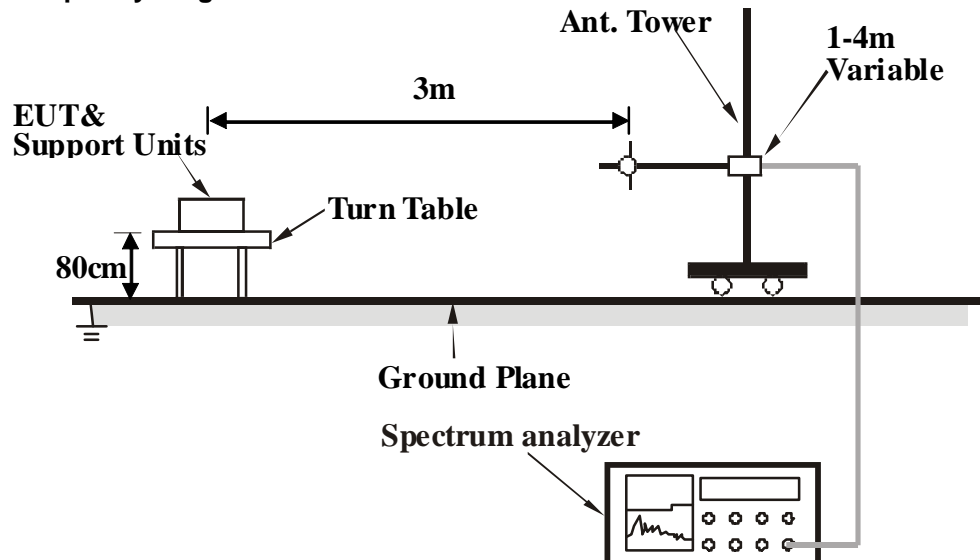 Ant. Tower
1-4m
Variable
3m
EUT&
Support Units
Turn Table
80cm
Ground Plane
Spectrum analyzer